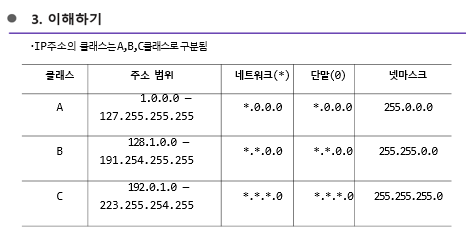 ● 3. 이해하기
·IP주소의 클래스는A,B,C클래스로 구분됨
클래스 주소 범위 네트워크(*) 단말(0) 넷마스크
1.0.0.0 –
A 127.255.255.255 *.0.0.0 *.0.0.0 255.0.0.0
128.1.0.0 –
B 191.254.255.255 *.*.0.0 *.*.0.0 255.255.0.0
192.0.1.0 –
C 223.255.254.255 *.*.*.0 *.*.*.0 255.255.255.0